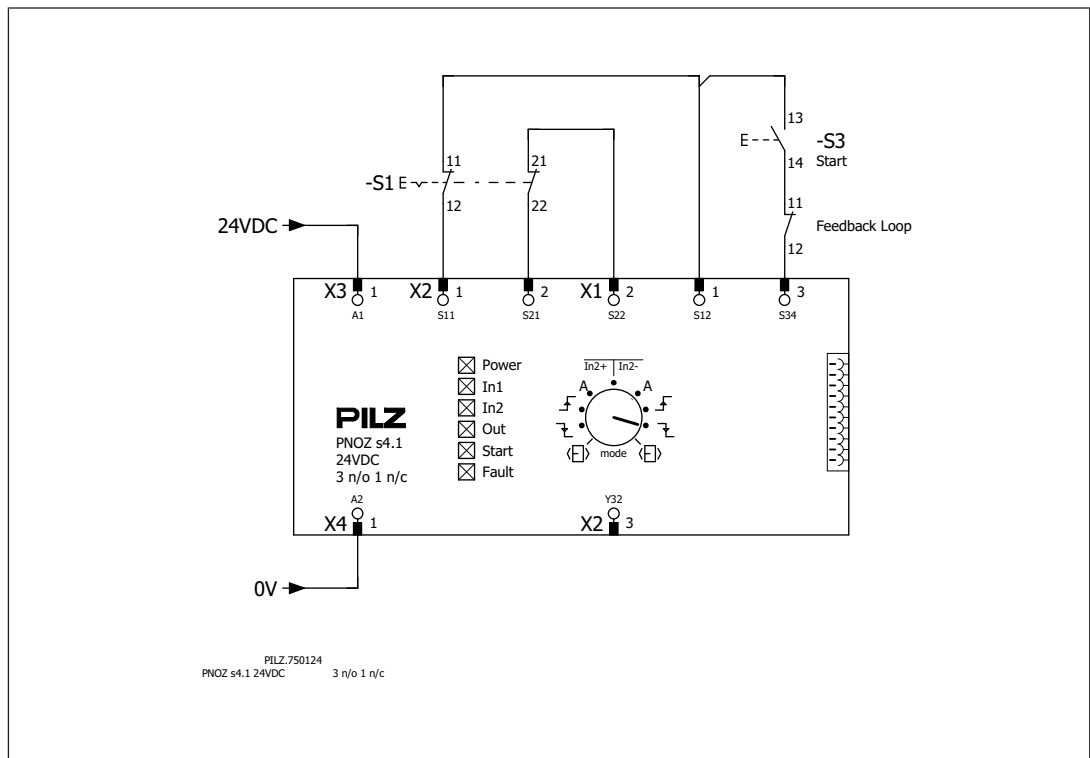 13
E -S3
14 Start
11 21
-S1 E
12 22
11
Feedback Loop
12
24VDC
X3 1 X2 1 2 X1 2 1 3
A1 S11 S21 S22 S12 S34
Power
In1
In2
Out
Start
Fault
In2+ In2-
A A
mode
PILZ
PNOZ s4.1
24VDC
3 n/o 1 n/c
A2 Y32
X4 1 X2 3
0V
PILZ.750124
PNOZ s4.1 24VDC 3 n/o 1 n/c